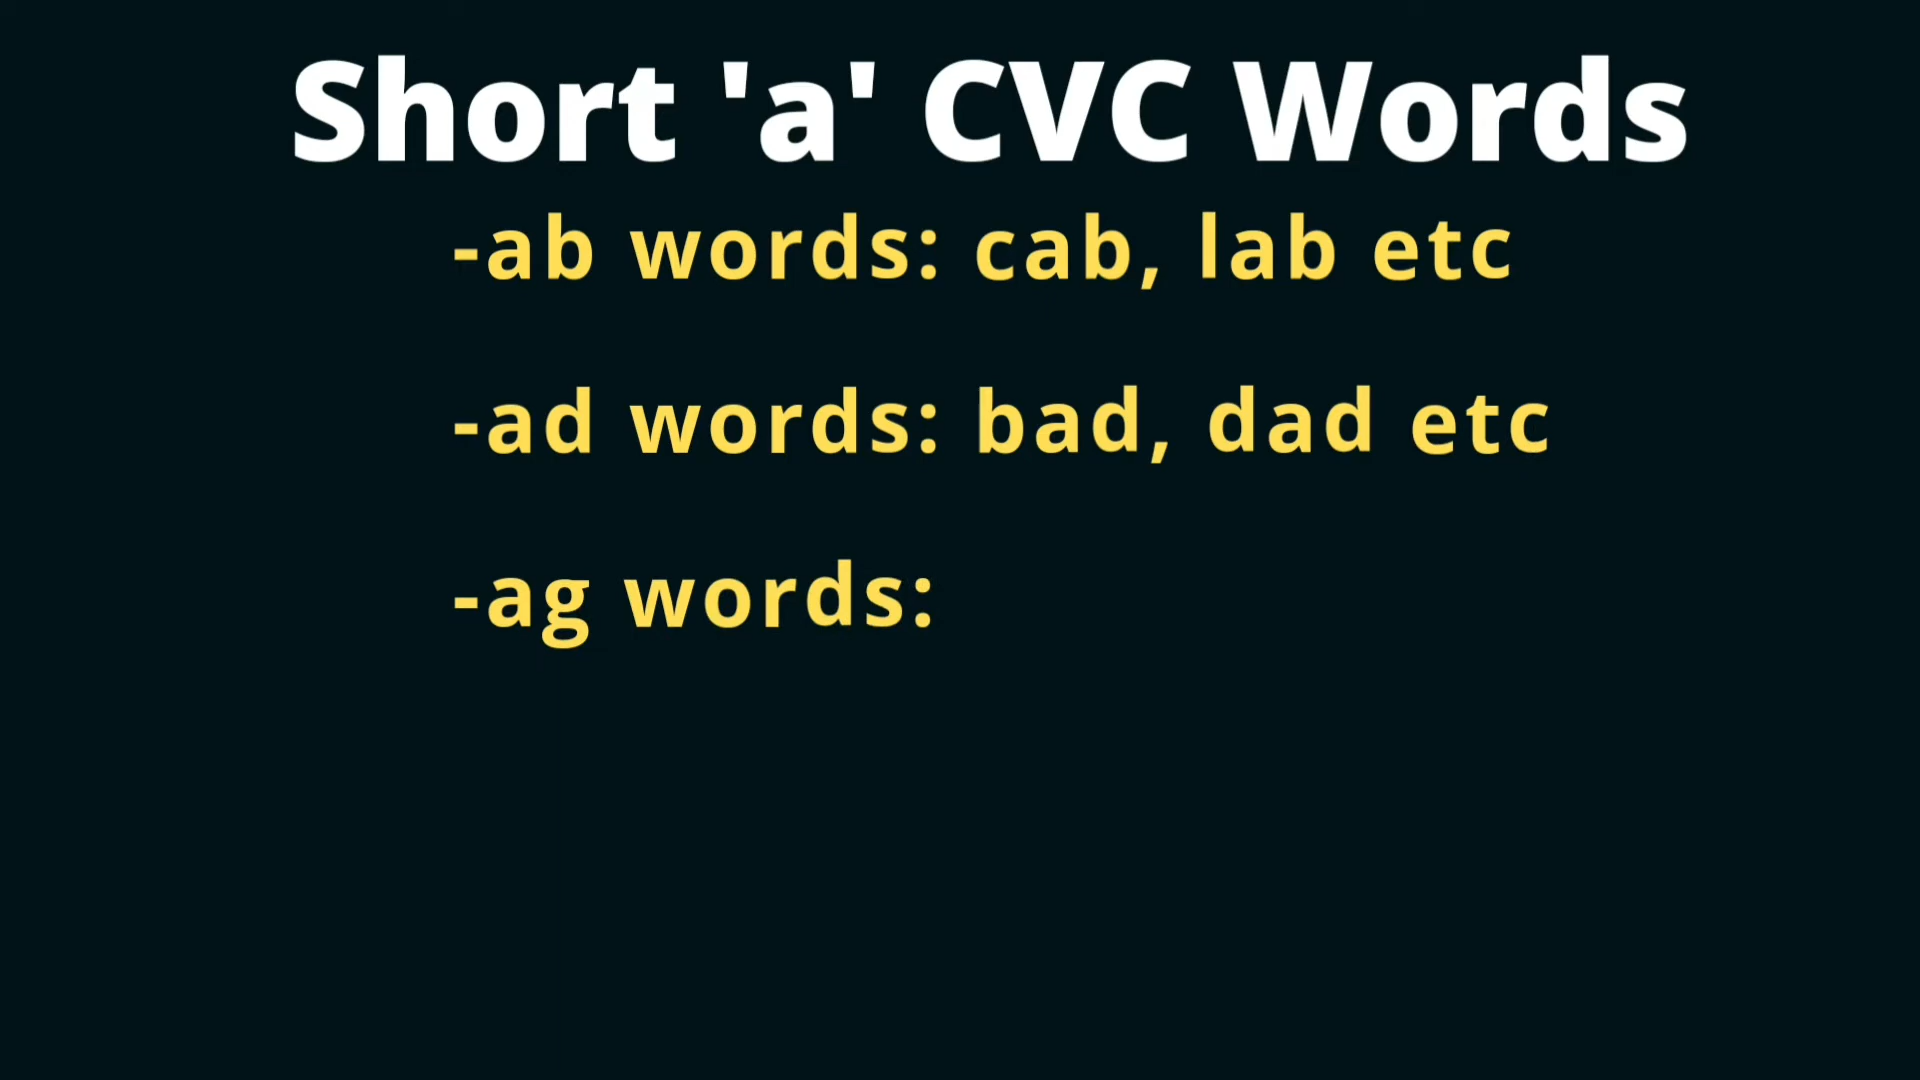 Short 'a' CVC Words
-ab words: cab, lab etc
-ad words: bad, dad etc
-ag words: